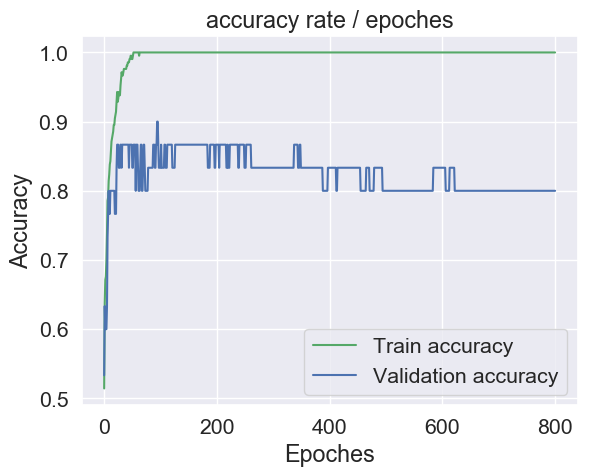 accuracy rate / epoches
1.0
0.9
0.8
0.7
0.6
0.5
Accuracy
Train accuracy
Validation accuracy
0 200 400 600 800
Epoches